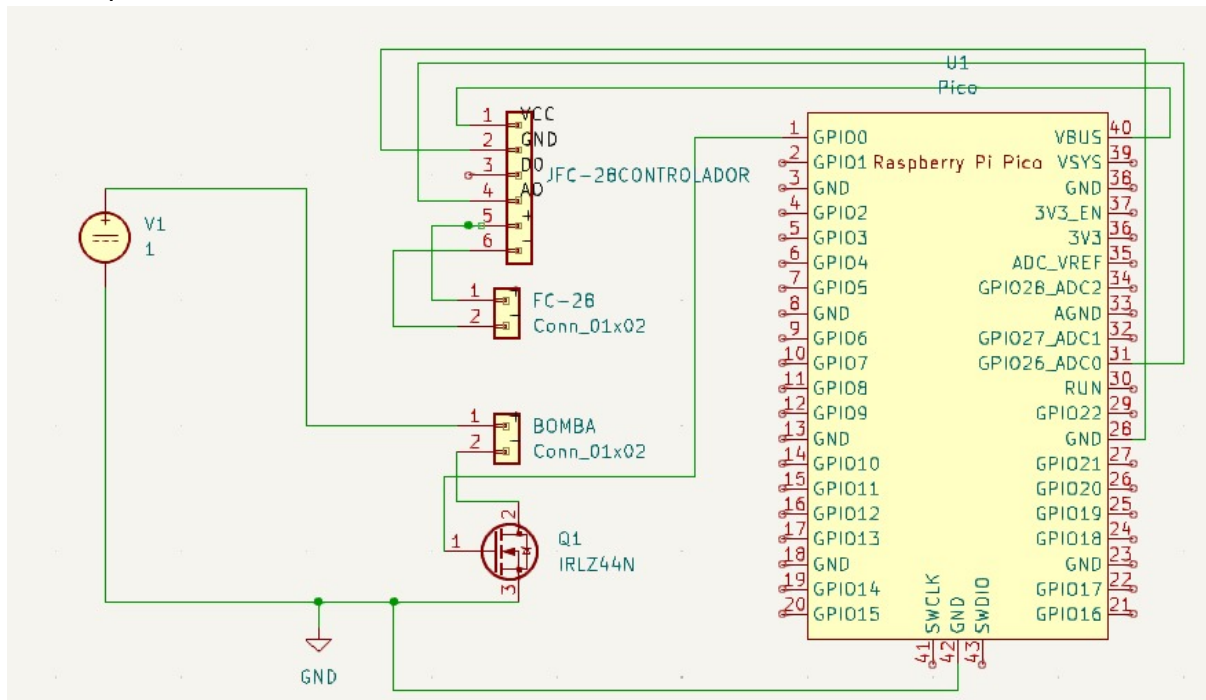 U1
Pico
1 VCC
2 GND
3 D0
4 A0
5 +
6 -
JFC-28CONTROLADOR
V1
1
+
1 +
2 -
FC-28
Conn_01x02
1 +
2 -
BOMBA
Conn_01x02
1
2
3
Q1
IRLZ44N
GND
Raspberry Pi Pico
1 GPIO0
2 GPIO1
3 GND
4 GPIO2
5 GPIO3
6 GPIO4
7 GPIO5
8 GND
9 GPIO6
10 GPIO7
11 GPIO8
12 GPIO9
13 GND
14 GPIO10
15 GPIO11
16 GPIO12
17 GPIO13
18 GND
19 GPIO14
20 GPIO15
VBUS 40
VSYS 39
GND 38
3V3_EN 37
3V3 36
ADC_VREF 35
GPIO28_ADC2 34
AGND 33
GPIO27_ADC1 32
GPIO26_ADC0 31
RUN 30
GPIO22 29
GND 28
GPIO21 27
GPIO20 26
GPIO19 25
GPIO18 24
GND 23
GPIO17 22
GPIO16 21
SWCLK 41
GND 42
SWDIO 43